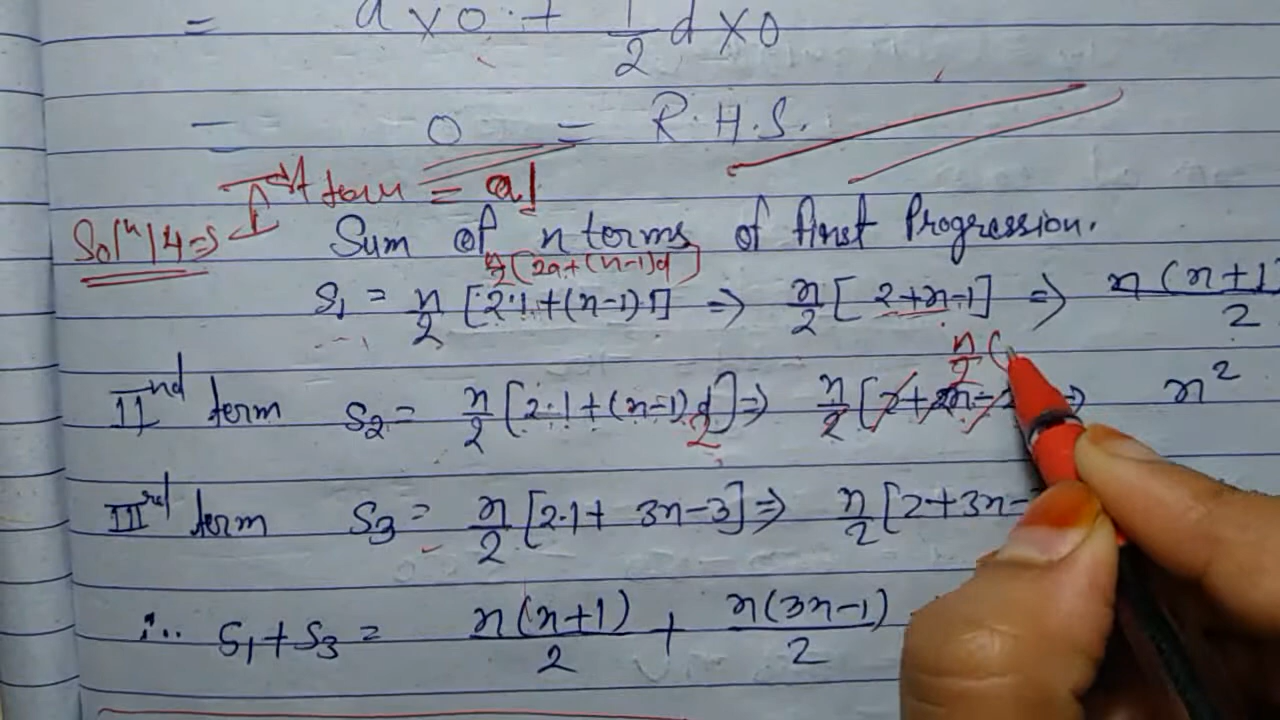 = a × 0 + 1/2 d × 0
- 0 = R.H.S.
Ist term = a
Solⁿ|4⇒ Sum of n terms of first Progression.
n/2[2a+(n-1)d]
S₁ = n/2 [2·1+(n-1)·1] ⇒ n/2 [2+n-1] ⇒ n(n+1)/2
n/2 (
IInd term S₂ = n/2 [2·1+(n-1)d] ⇒ n/2 [2+2n-2 ⇒ n²
2
IIIrd term S₃ = n/2 [2·1+ 3n-3] ⇒ n/2 [2+3n-
∴ S₁+S₃ = n(n+1)/2 + n(3n-1)/2